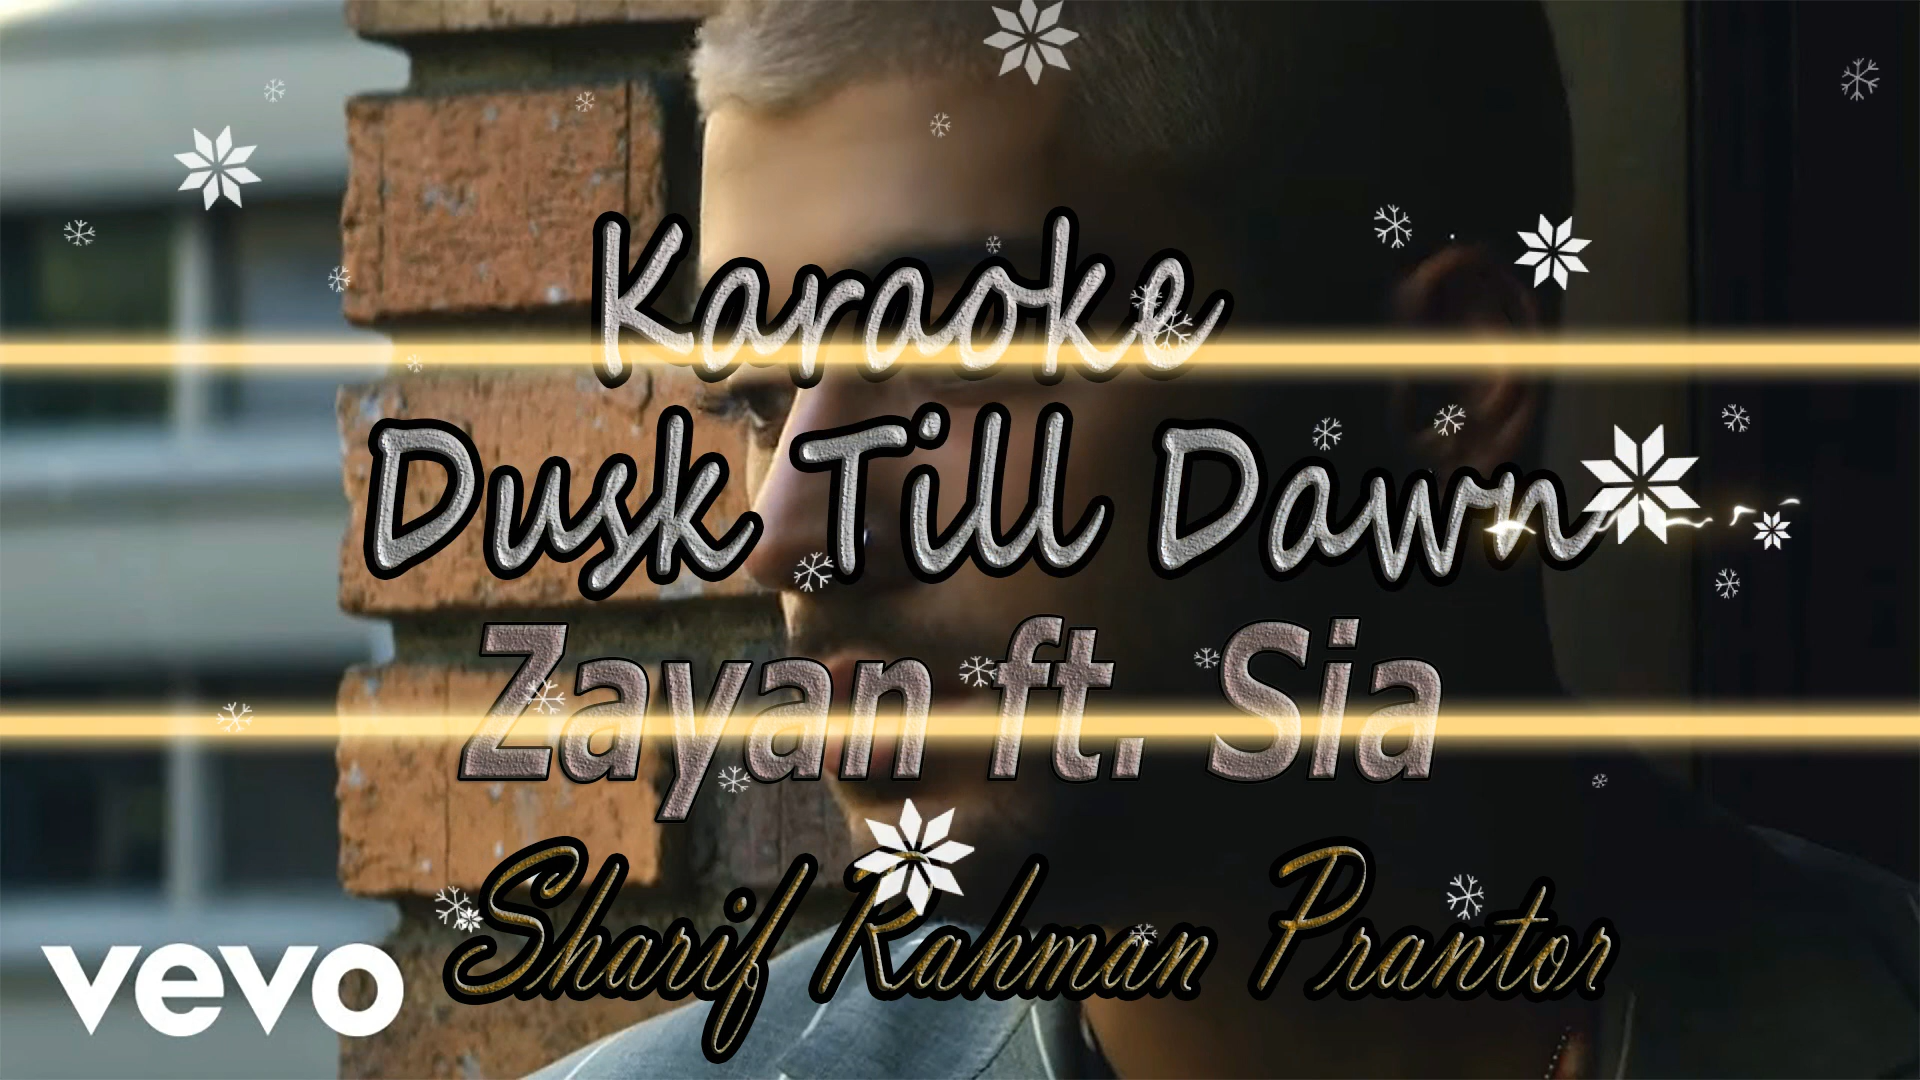 Karaoke
Dusk Till Dawn
Zayan ft. Sia
Sharif Rahman Prantor
vevo